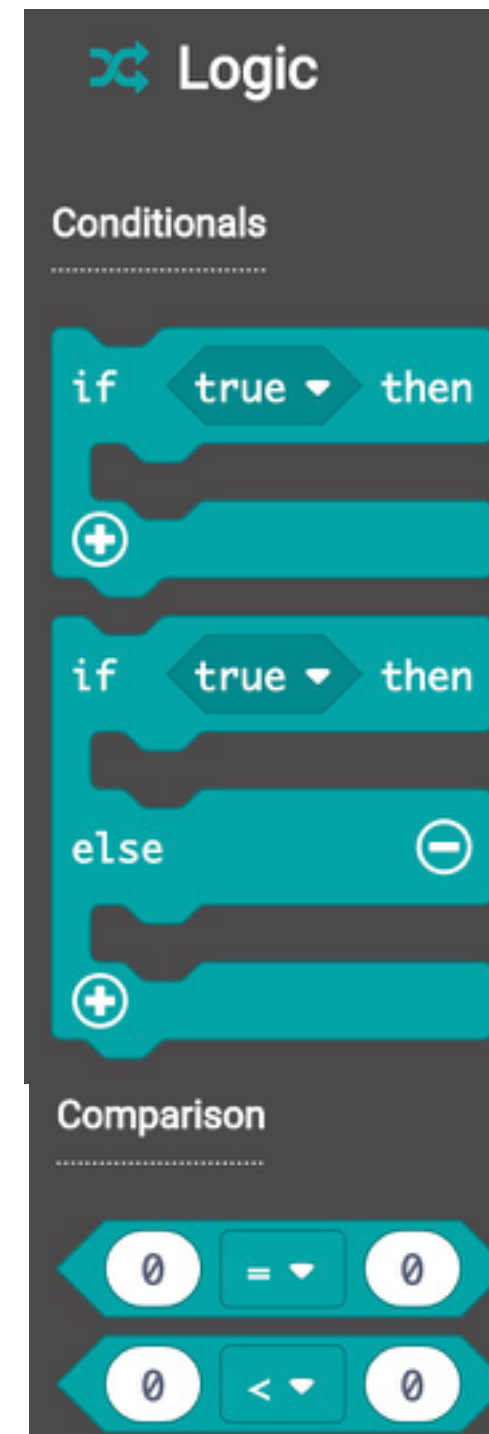 Logic
Conditionals
if true then
if true then
else
Comparison
0 = 0
0 < 0